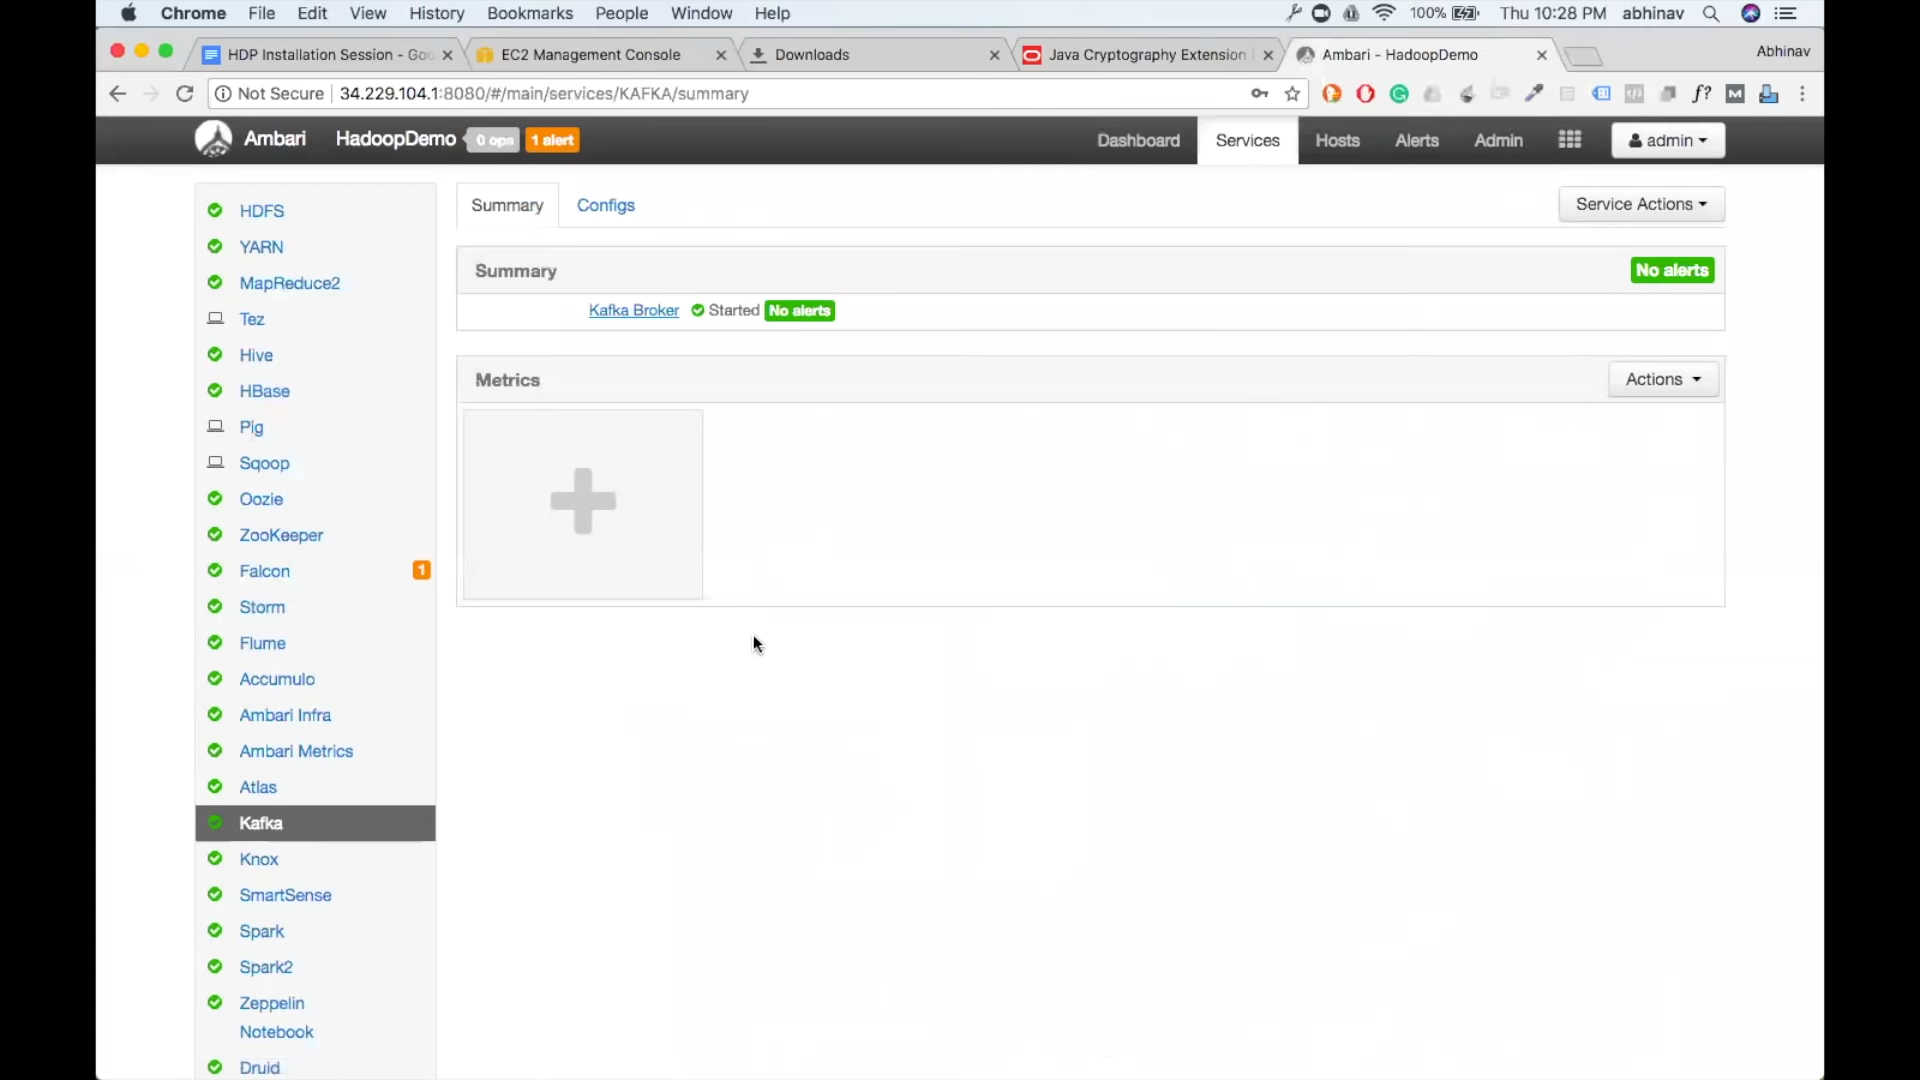 Chrome File Edit View History Bookmarks People Window Help 100% Thu 10:28 PM abhinav
HDP Installation Session - Goo EC2 Management Console Downloads Java Cryptography Extension Ambari - HadoopDemo Abhinav
Not Secure 34.229.104.1:8080/#/main/services/KAFKA/summary f? M
Ambari HadoopDemo 0 ops 1 alert Dashboard Services Hosts Alerts Admin admin
Summary Configs Service Actions
Summary No alerts
Kafka Broker Started No alerts
Metrics Actions
HDFS
YARN
MapReduce2
Tez
Hive
HBase
Pig
Sqoop
Oozie
ZooKeeper
Falcon 1
Storm
Flume
Accumulo
Ambari Infra
Ambari Metrics
Atlas
Kafka
Knox
SmartSense
Spark
Spark2
Zeppelin
Notebook
Druid